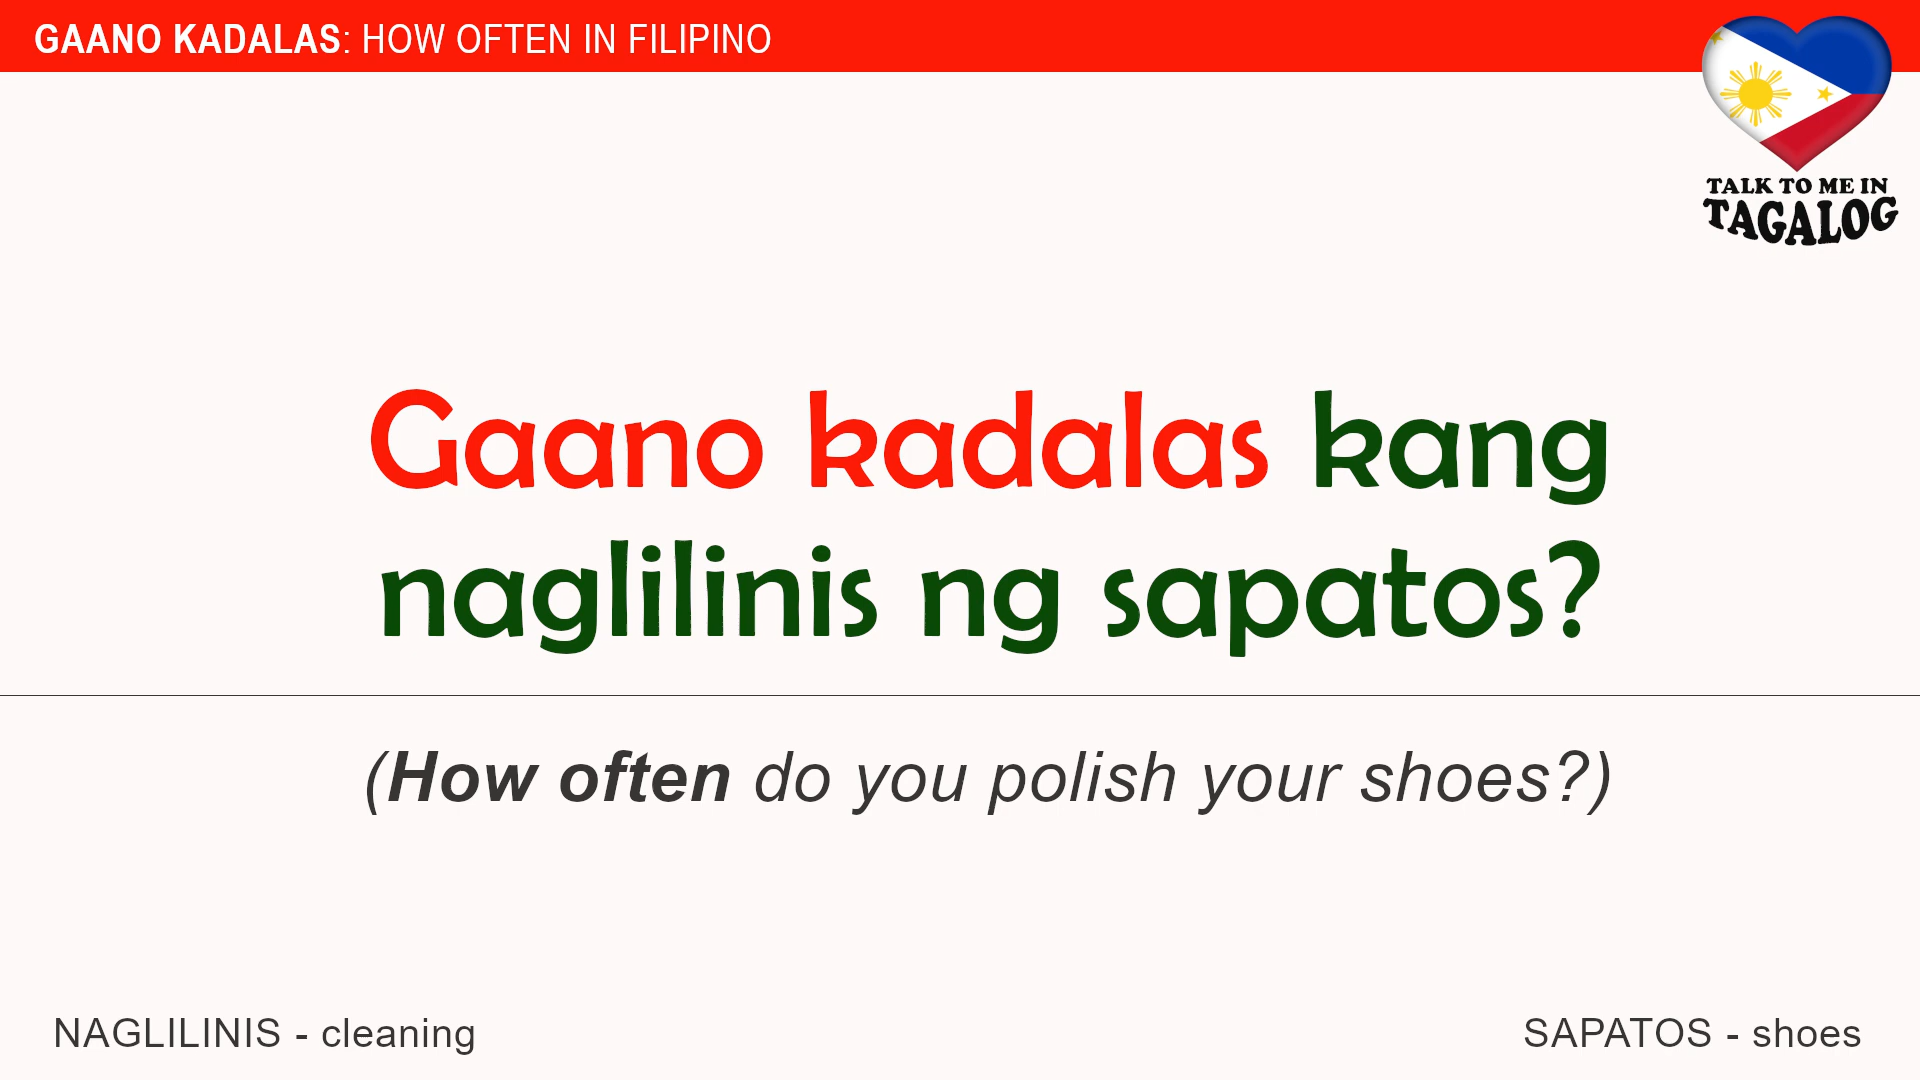 GAANO KADALAS: HOW OFTEN IN FILIPINO
TALK TO ME IN
TAGALOG
Gaano kadalas kang
naglilinis ng sapatos?
(How often do you polish your shoes?)
NAGLILINIS - cleaning
SAPATOS - shoes